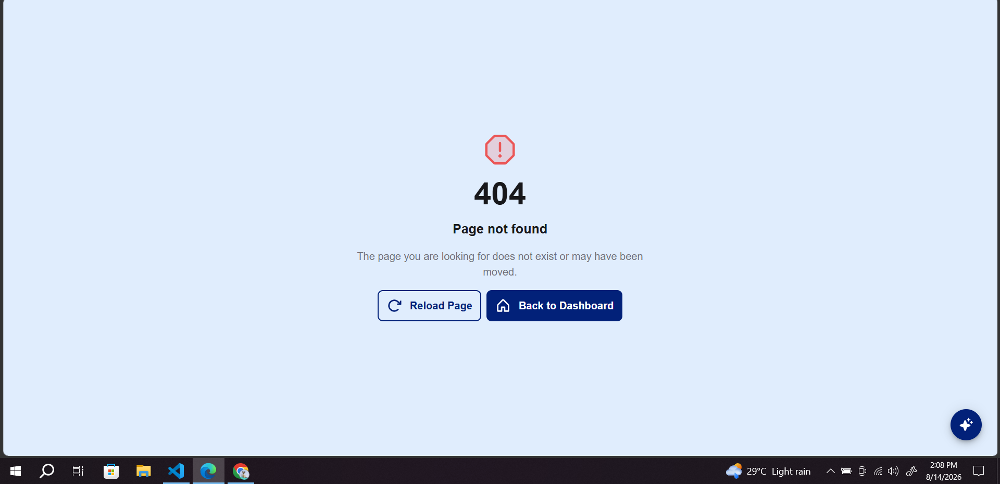 404
Page not found
The page you are looking for does not exist or may have been
moved.
Reload Page
Back to Dashboard
29°C Light rain
2:08 PM
8/14/2026